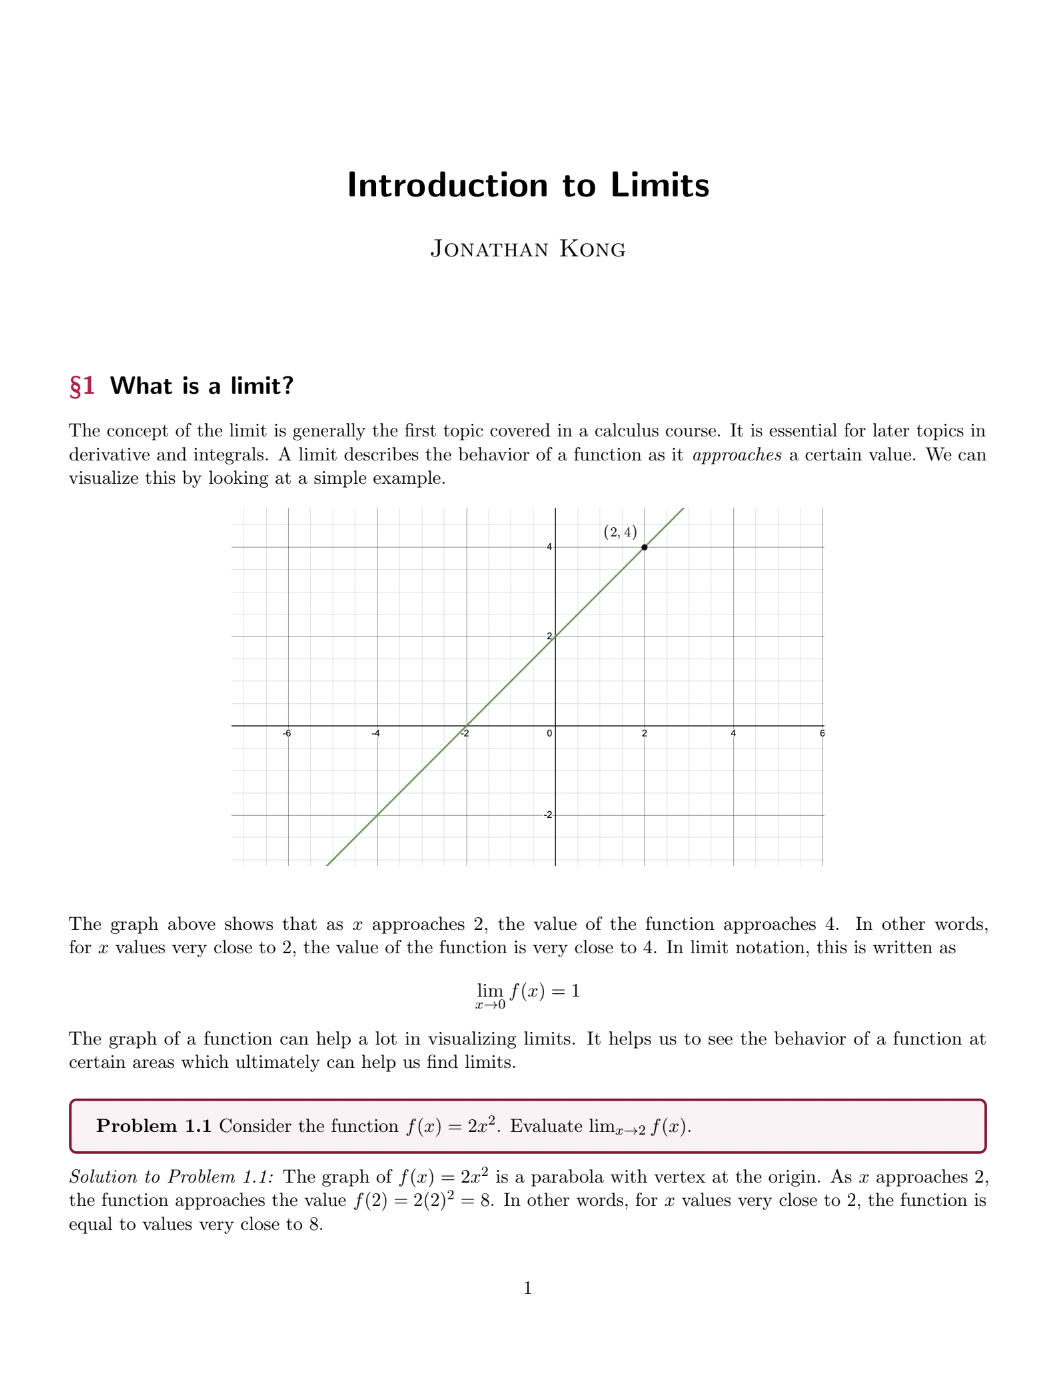 Introduction to Limits
Jonathan Kong
§1 What is a limit?
The concept of the limit is generally the first topic covered in a calculus course. It is essential for later topics in
derivative and integrals. A limit describes the behavior of a function as it approaches a certain value. We can
visualize this by looking at a simple example.
(2, 4)
4
2
-6 -4 -2 0 2 4 6
-2
The graph above shows that as x approaches 2, the value of the function approaches 4. In other words,
for x values very close to 2, the value of the function is very close to 4. In limit notation, this is written as
lim f(x) = 1
x→0
The graph of a function can help a lot in visualizing limits. It helps us to see the behavior of a function at
certain areas which ultimately can help us find limits.
Problem 1.1 Consider the function f(x) = 2x². Evaluate limₓ→₂ f(x).
Solution to Problem 1.1: The graph of f(x) = 2x² is a parabola with vertex at the origin. As x approaches 2,
the function approaches the value f(2) = 2(2)² = 8. In other words, for x values very close to 2, the function is
equal to values very close to 8.
1